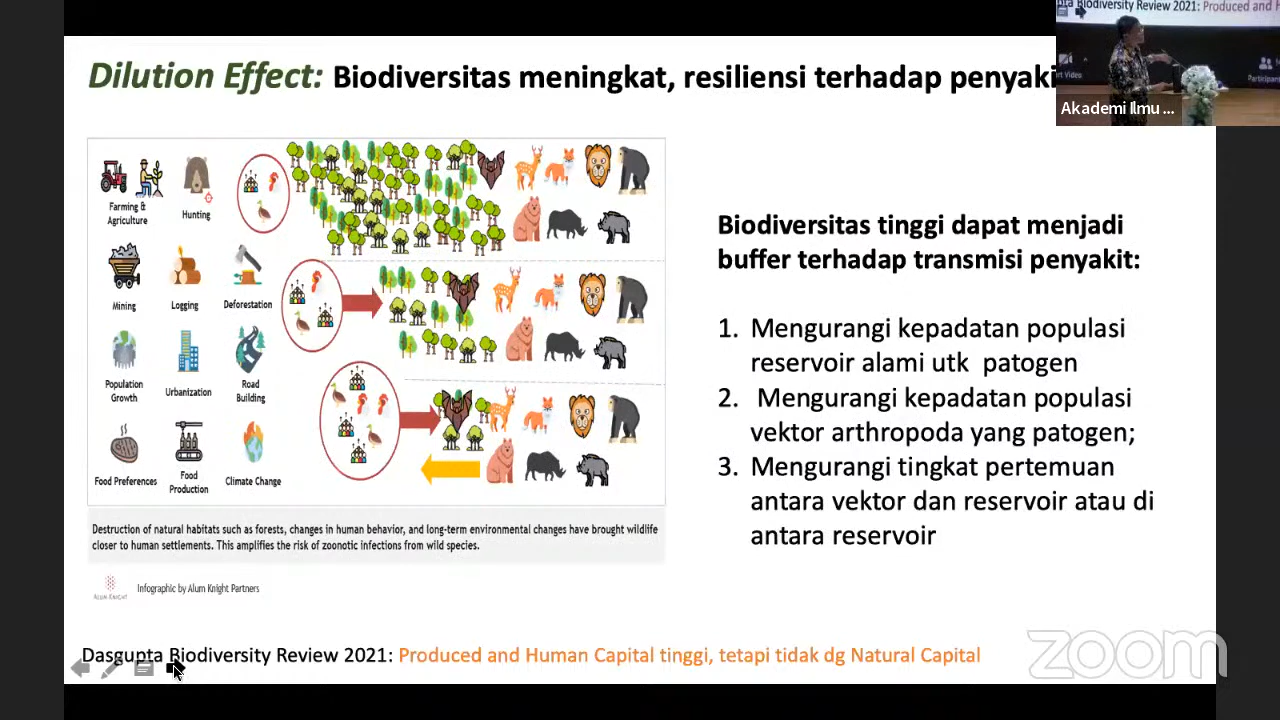 Dilution Effect: Biodiversitas meningkat, resiliensi terhadap
Biodiversity Review 2021: Produced and
Akademi Ilmu ...
Farming &
Agriculture
Hunting
Mining
Logging
Deforestation
Population
Growth
Urbanization
Road
Building
Food Preferences
Food
Production
Climate Change
Destruction of natural habitats such as forests, changes in human behavior, and long-term environmental changes have brought wildlife
closer to human settlements. This amplifies the risk of zoonotic infections from wild species.
ALUM KNIGHT
Infographic by Alum Knight Partners
Biodiversitas tinggi dapat menjadi
buffer terhadap transmisi penyakit:
1. Mengurangi kepadatan populasi
reservoir alami utk patogen
2. Mengurangi kepadatan populasi
vektor arthropoda yang patogen;
3. Mengurangi tingkat pertemuan
antara vektor dan reservoir atau di
antara reservoir
Dasgupta Biodiversity Review 2021: Produced and Human Capital tinggi, tetapi tidak dg Natural Capital
zoom